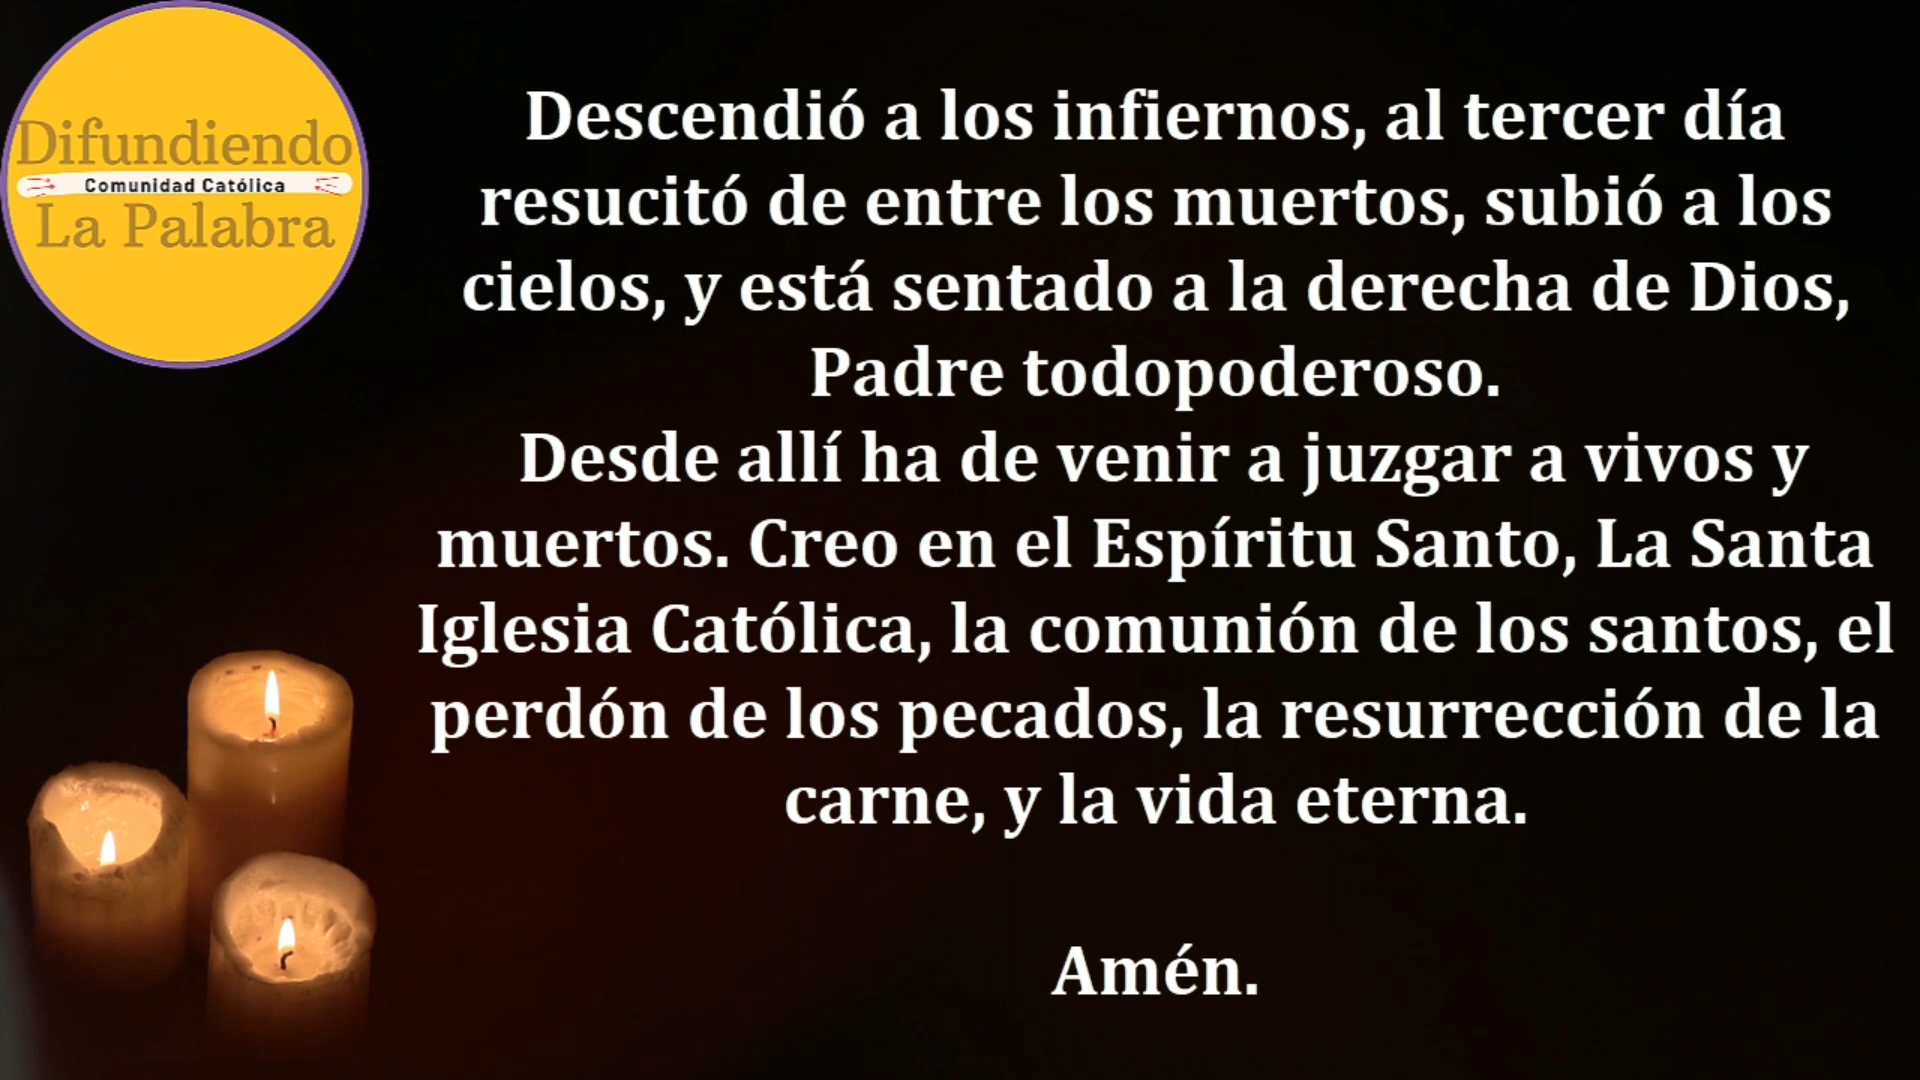 Difundiendo
Comunidad Católica
La Palabra
Descendió a los infiernos, al tercer día
resucitó de entre los muertos, subió a los
cielos, y está sentado a la derecha de Dios,
Padre todopoderoso.
Desde allí ha de venir a juzgar a vivos y
muertos. Creo en el Espíritu Santo, La Santa
Iglesia Católica, la comunión de los santos, el
perdón de los pecados, la resurrección de la
carne, y la vida eterna.
Amén.